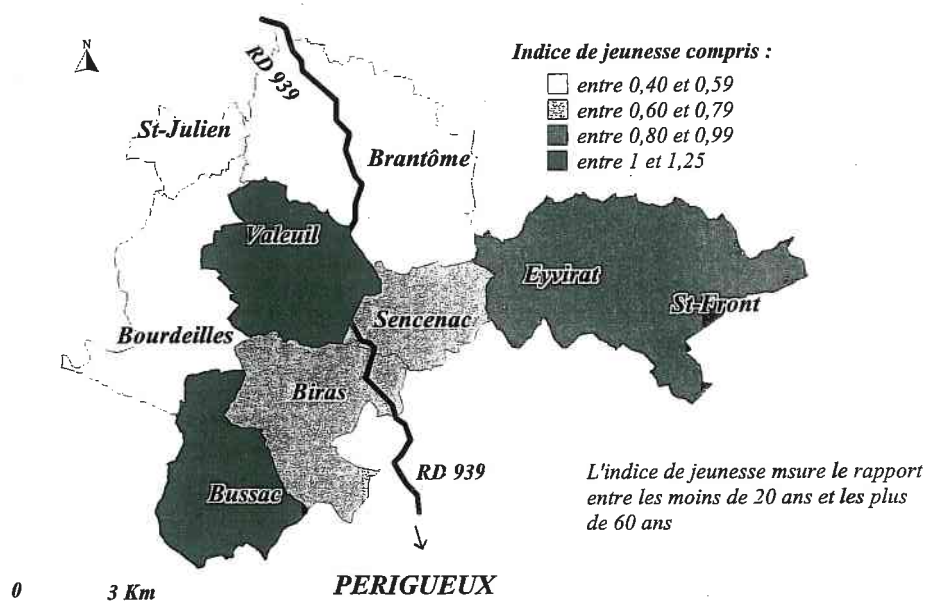 N
RD 939
St-Julien
Brantôme
Indice de jeunesse compris :
entre 0,40 et 0,59
entre 0,60 et 0,79
entre 0,80 et 0,99
entre 1 et 1,25
Valeuil
Eyvirat
St-Front
Sencenac
Bourdeilles
Biras
Bussac
RD 939
L'indice de jeunesse msure le rapport
entre les moins de 20 ans et les plus
de 60 ans
PERIGUEUX
0 3 Km